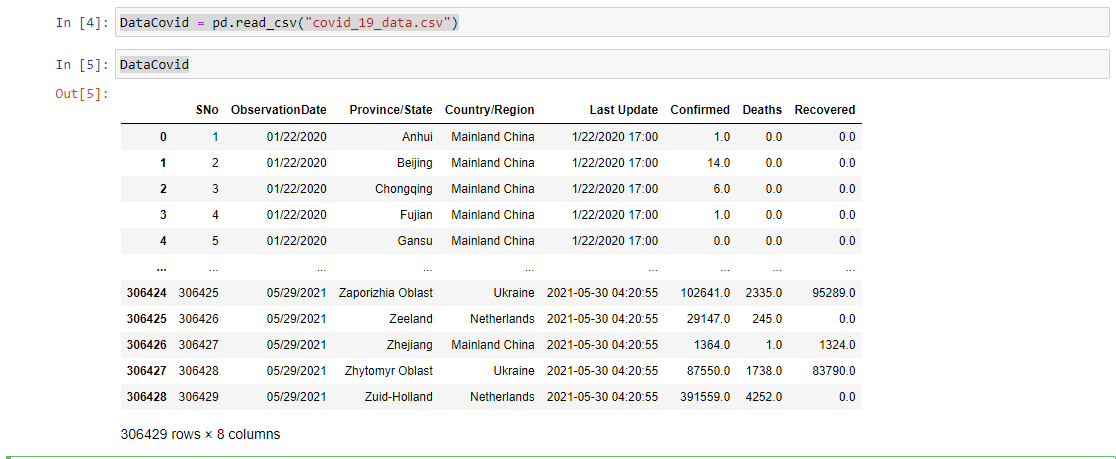 In [4]: DataCovid = pd.read_csv("covid_19_data.csv")
In [5]: DataCovid
Out[5]:
SNo ObservationDate Province/State Country/Region Last Update Confirmed Deaths Recovered
0 1 01/22/2020 Anhui Mainland China 1/22/2020 17:00 1.0 0.0 0.0
1 2 01/22/2020 Beijing Mainland China 1/22/2020 17:00 14.0 0.0 0.0
2 3 01/22/2020 Chongqing Mainland China 1/22/2020 17:00 6.0 0.0 0.0
3 4 01/22/2020 Fujian Mainland China 1/22/2020 17:00 1.0 0.0 0.0
4 5 01/22/2020 Gansu Mainland China 1/22/2020 17:00 0.0 0.0 0.0
... ... ... ... ... ... ... ... ...
306424 306425 05/29/2021 Zaporizhia Oblast Ukraine 2021-05-30 04:20:55 102641.0 2335.0 95289.0
306425 306426 05/29/2021 Zeeland Netherlands 2021-05-30 04:20:55 29147.0 245.0 0.0
306426 306427 05/29/2021 Zhejiang Mainland China 2021-05-30 04:20:55 1364.0 1.0 1324.0
306427 306428 05/29/2021 Zhytomyr Oblast Ukraine 2021-05-30 04:20:55 87550.0 1738.0 83790.0
306428 306429 05/29/2021 Zuid-Holland Netherlands 2021-05-30 04:20:55 391559.0 4252.0 0.0
306429 rows × 8 columns